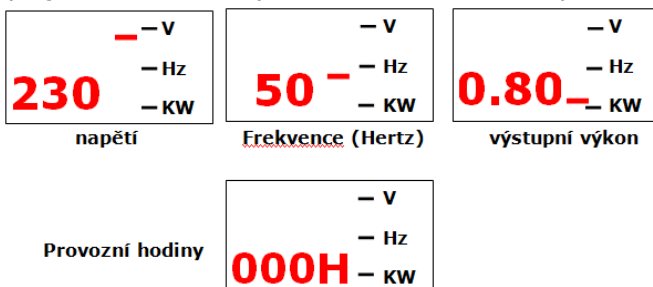 — V
— Hz
230 — KW
napětí
— V
50 — Hz
— KW
Frekvence (Hertz)
— V
— Hz
0.80 — KW
výstupní výkon
Provozní hodiny
— V
— Hz
000H — KW